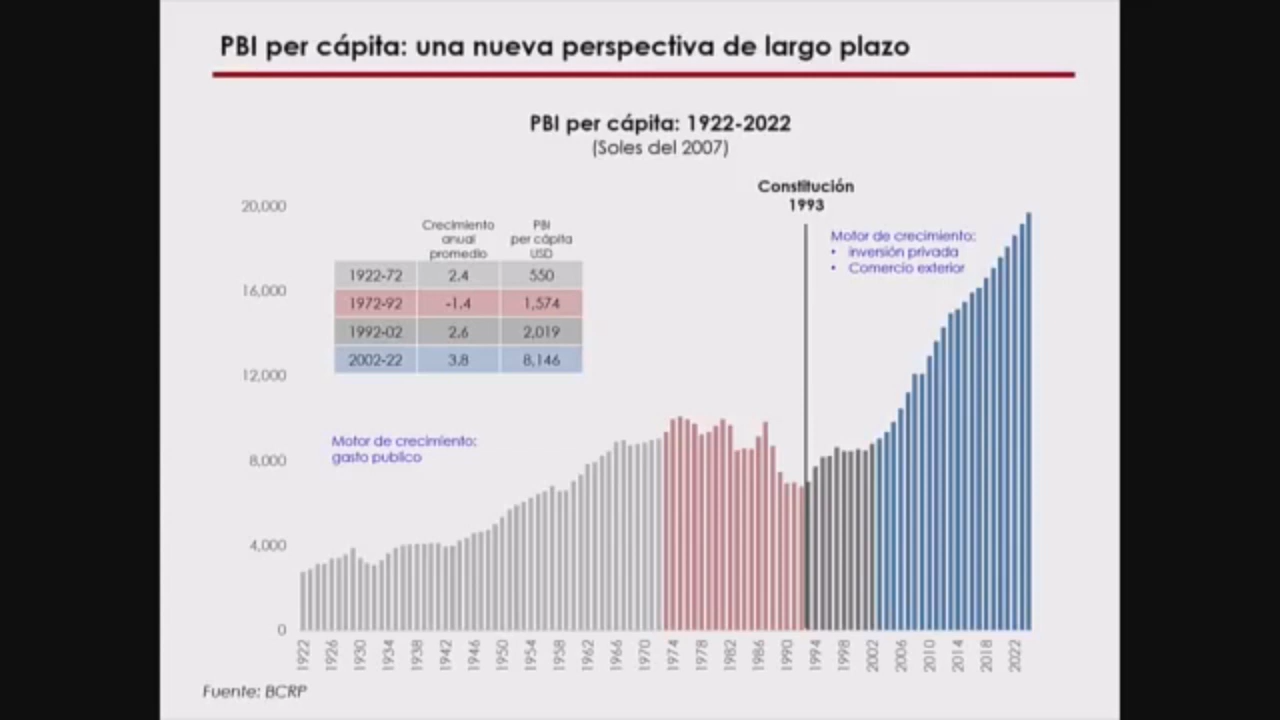 PBI per cápita: una nueva perspectiva de largo plazo
PBI per cápita: 1922-2022
(Soles del 2007)
Constitución
1993
Motor de crecimiento:
• inversión privada
• Comercio exterior
Crecimiento anual promedio PBI per cápita USD
1922-72 2.4 550
1972-92 -1.4 1,574
1992-02 2.6 2,019
2002-22 3.8 8,146
Motor de crecimiento:
gasto publico
20,000
16,000
12,000
8,000
4,000
0
1922 1926 1930 1934 1938 1942 1946 1950 1954 1958 1962 1966 1970 1974 1978 1982 1986 1990 1994 1998 2002 2006 2010 2014 2018 2022
Fuente: BCRP